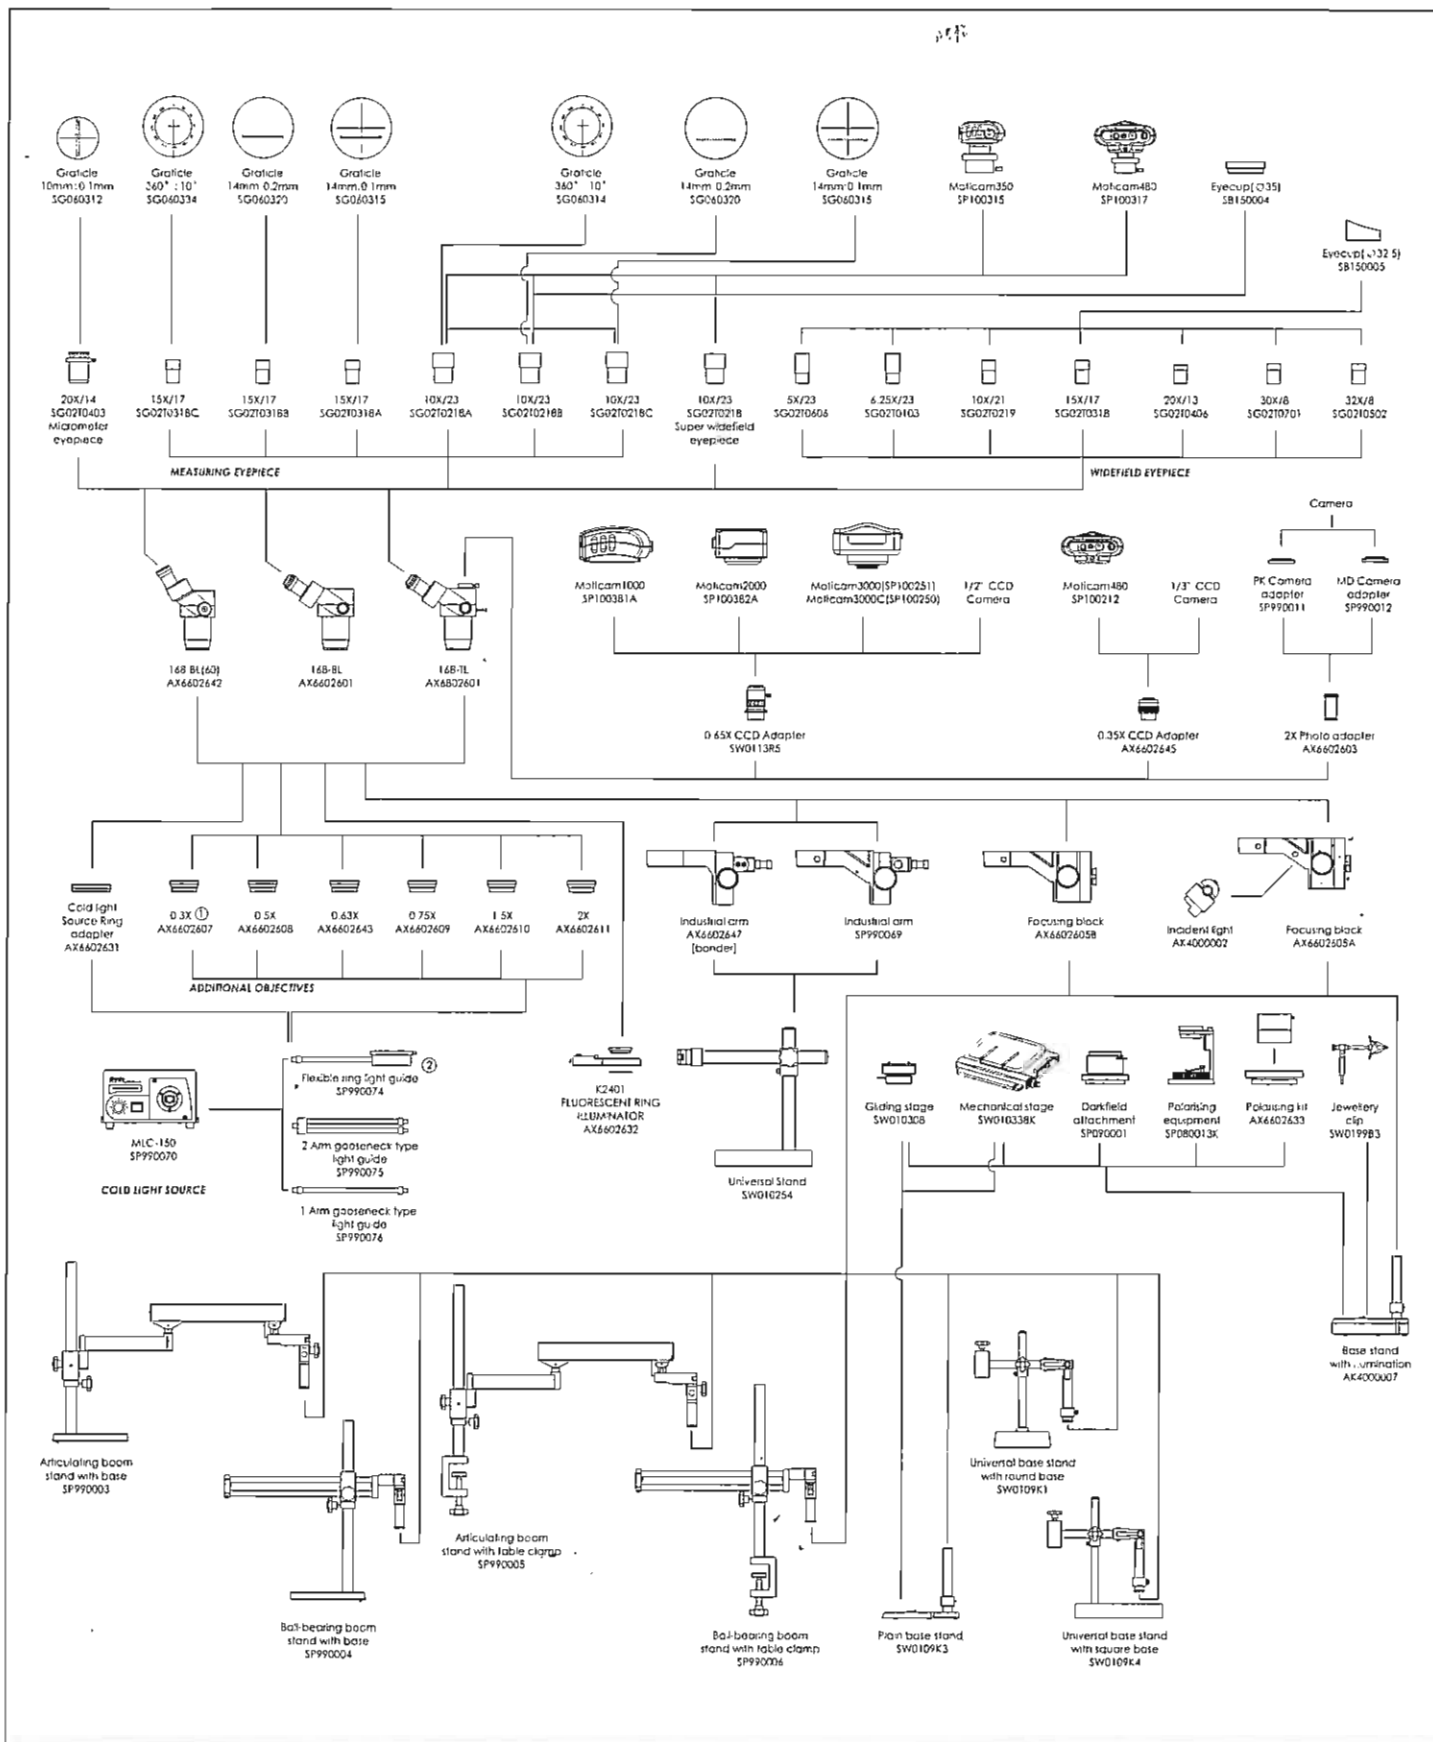 Graticle
10mm:0.1mm
SG060312
Graticle
360° :10°
SG060334
Graticle
14mm 0.2mm
SG060320
Graticle
14mm:0.1mm
SG060315
Graticle
360° 10°
SG060314
Graticle
14mm 0.2mm
SG060320
Graticle
14mm:0.1mm
SG060315
Moticam350
SP100315
Moticam480
SP100317
Eyecup(∅35)
SB150004
Eyecup(∅32.5)
SB150005
20X/14
SG02T0403
Micrometer
eyepiece
15X/17
SG02T0318C
15X/17
SG02T0318B
15X/17
SG02T0318A
10X/23
SG02T0218A
10X/23
SG02T0218B
10X/23
SG02T0218C
10X/23
SG02T0218
Super widefield
eyepiece
5X/23
SG02T0606
6.25X/23
SG02T0103
10X/21
SG02T0219
15X/17
SG02T0318
20X/13
SG02T0406
30X/8
SG02T0701
32X/8
SG02T0502
MEASURING EYEPIECE
WIDEFIELD EYEPIECE
168 BL(60)
AX6602642
168-BL
AX6602601
168-TL
AX6802601
Moticam1000
SP100381A
Moticam2000
SP100382A
Moticam3000(SP100251)
Moticam3000C(SP100250)
1/2" CCD
Camera
Moticam480
SP100212
1/3" CCD
Camera
Camera
PK Camera
adapter
SP990011
MD Camera
adapter
SP990012
0.65X CCD Adapter
SW0113R5
0.35X CCD Adapter
AX6602645
2X Photo adapter
AX6602603
Cold light
Source Ring
adapter
AX6602631
0.3X ①
AX6602607
0.5X
AX6602608
0.63X
AX6602643
0.75X
AX6602609
1.5X
AX6602610
2X
AX6602611
ADDITIONAL OBJECTIVES
Industrial arm
AX6602647
[bonder]
Industrial arm
SP990069
Focusing block
AX6602605B
Incident light
AK4000002
Focusing block
AX6602605A
MLC-150
SP990070
COLD LIGHT SOURCE
②
Flexible ring light guide
SP990074
2 Arm gooseneck type
light guide
SP990075
1 Arm gooseneck type
light guide
SP990076
K2401
FLUORESCENT RING
ILLUMINATOR
AX6602632
Universal Stand
SW010254
Gliding stage
SW010308
Mechanical stage
SW010338K
Darkfield
attachment
SP090001
Polarising
equipment
SP080013X
Polarising kit
AX6602633
Jewellery
clip
SW0199B3
Base stand
with
AK4000007
Articulating boom
stand with base
SP990003
Ball-bearing boom
stand with base
SP990004
Articulating boom
stand with table clamp
SP990005
Ball-bearing boom
stand with table clamp
SP990006
Plain base stand
SW0109K3
Universal base stand
with round base
SW0109K1
Universal base stand
with square base
SW0109K4